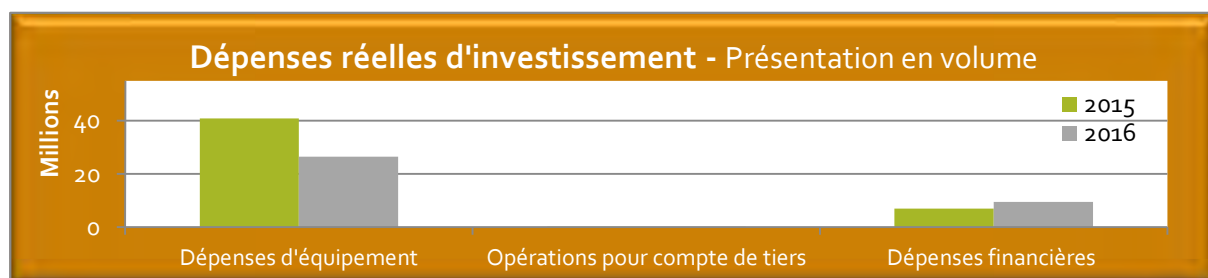 Dépenses réelles d'investissement - Présentation en volume
Millions
40
20
0
2015
2016
Dépenses d'équipement
Opérations pour compte de tiers
Dépenses financières